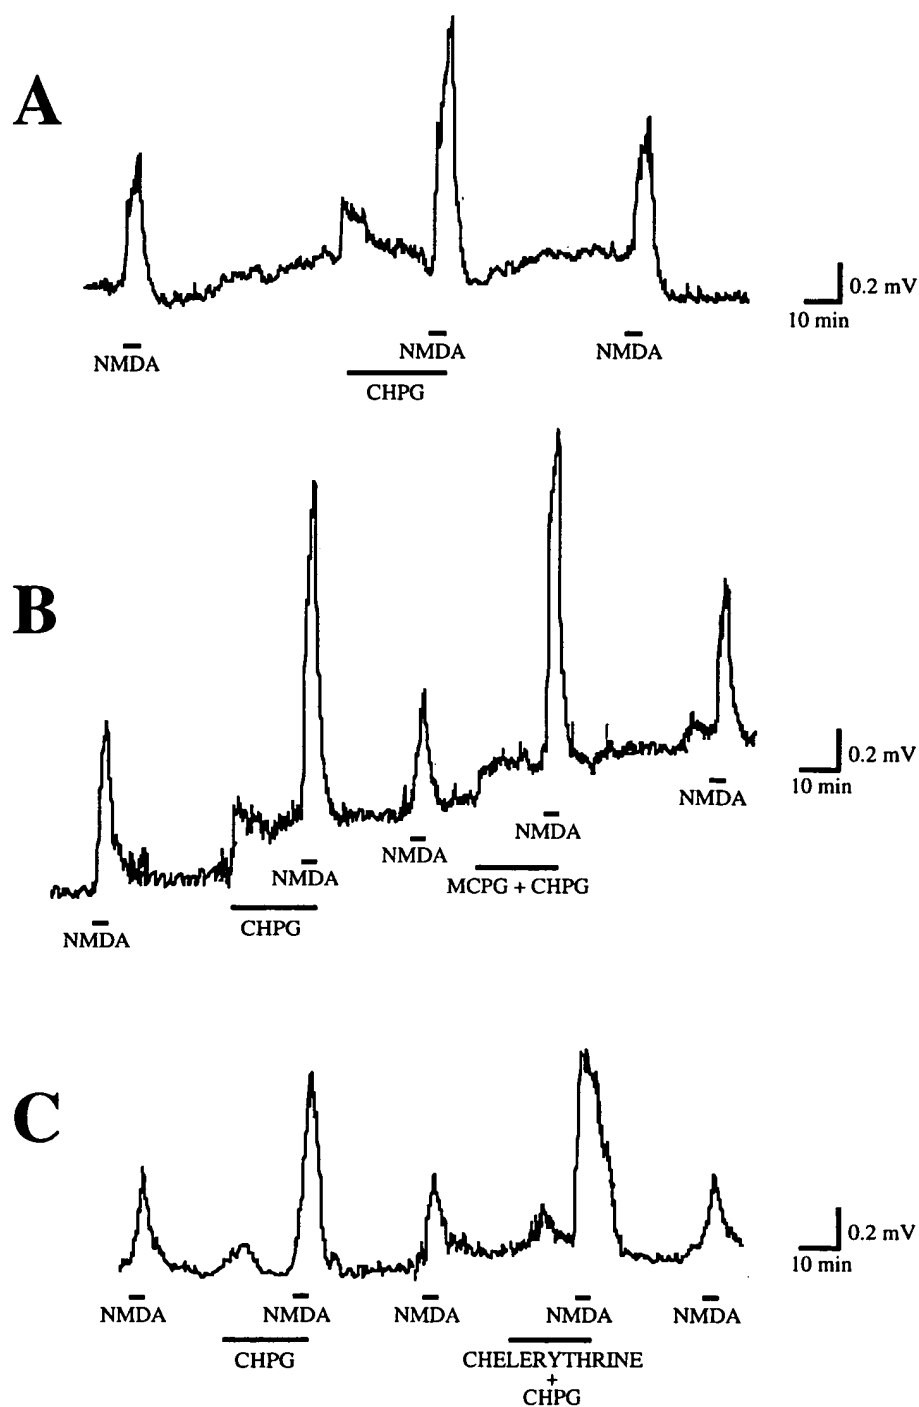 A
0.2 mV
10 min
NMDA
NMDA
NMDA
CHPG
B
0.2 mV
10 min
NMDA
NMDA
NMDA
NMDA
MCPG + CHPG
CHPG
NMDA
C
0.2 mV
10 min
NMDA
NMDA
NMDA
NMDA
NMDA
CHPG
CHELERYTHRINE
+
CHPG